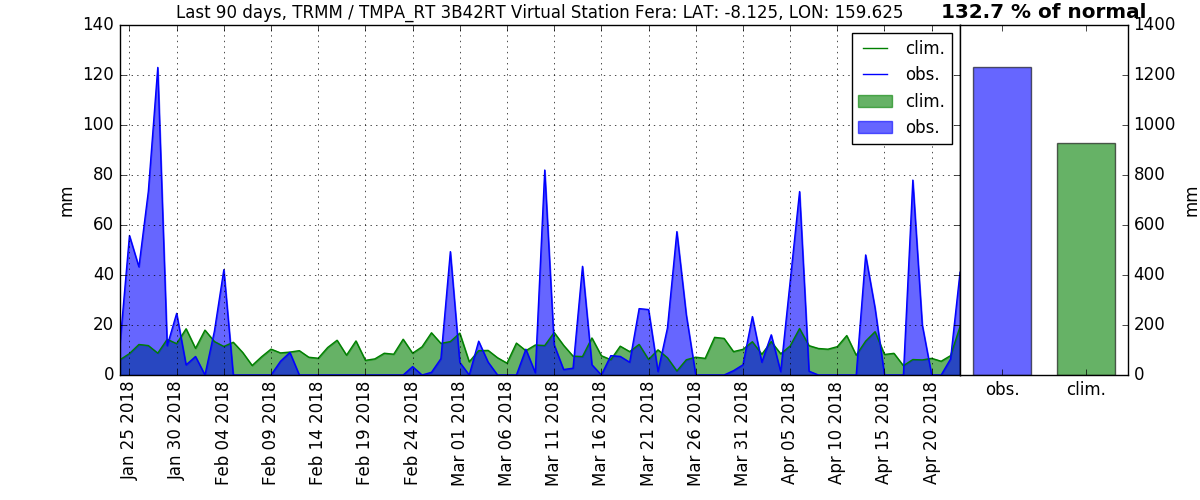 Last 90 days, TRMM / TMPA_RT 3B42RT Virtual Station Fera: LAT: -8.125, LON: 159.625
132.7 % of normal
140
120
100
80
60
40
20
0
mm
clim.
obs.
clim.
obs.
1400
1200
1000
800
600
400
200
0
mm
Jan 25 2018
Jan 30 2018
Feb 04 2018
Feb 09 2018
Feb 14 2018
Feb 19 2018
Feb 24 2018
Mar 01 2018
Mar 06 2018
Mar 11 2018
Mar 16 2018
Mar 21 2018
Mar 26 2018
Mar 31 2018
Apr 05 2018
Apr 10 2018
Apr 15 2018
Apr 20 2018
obs.
clim.